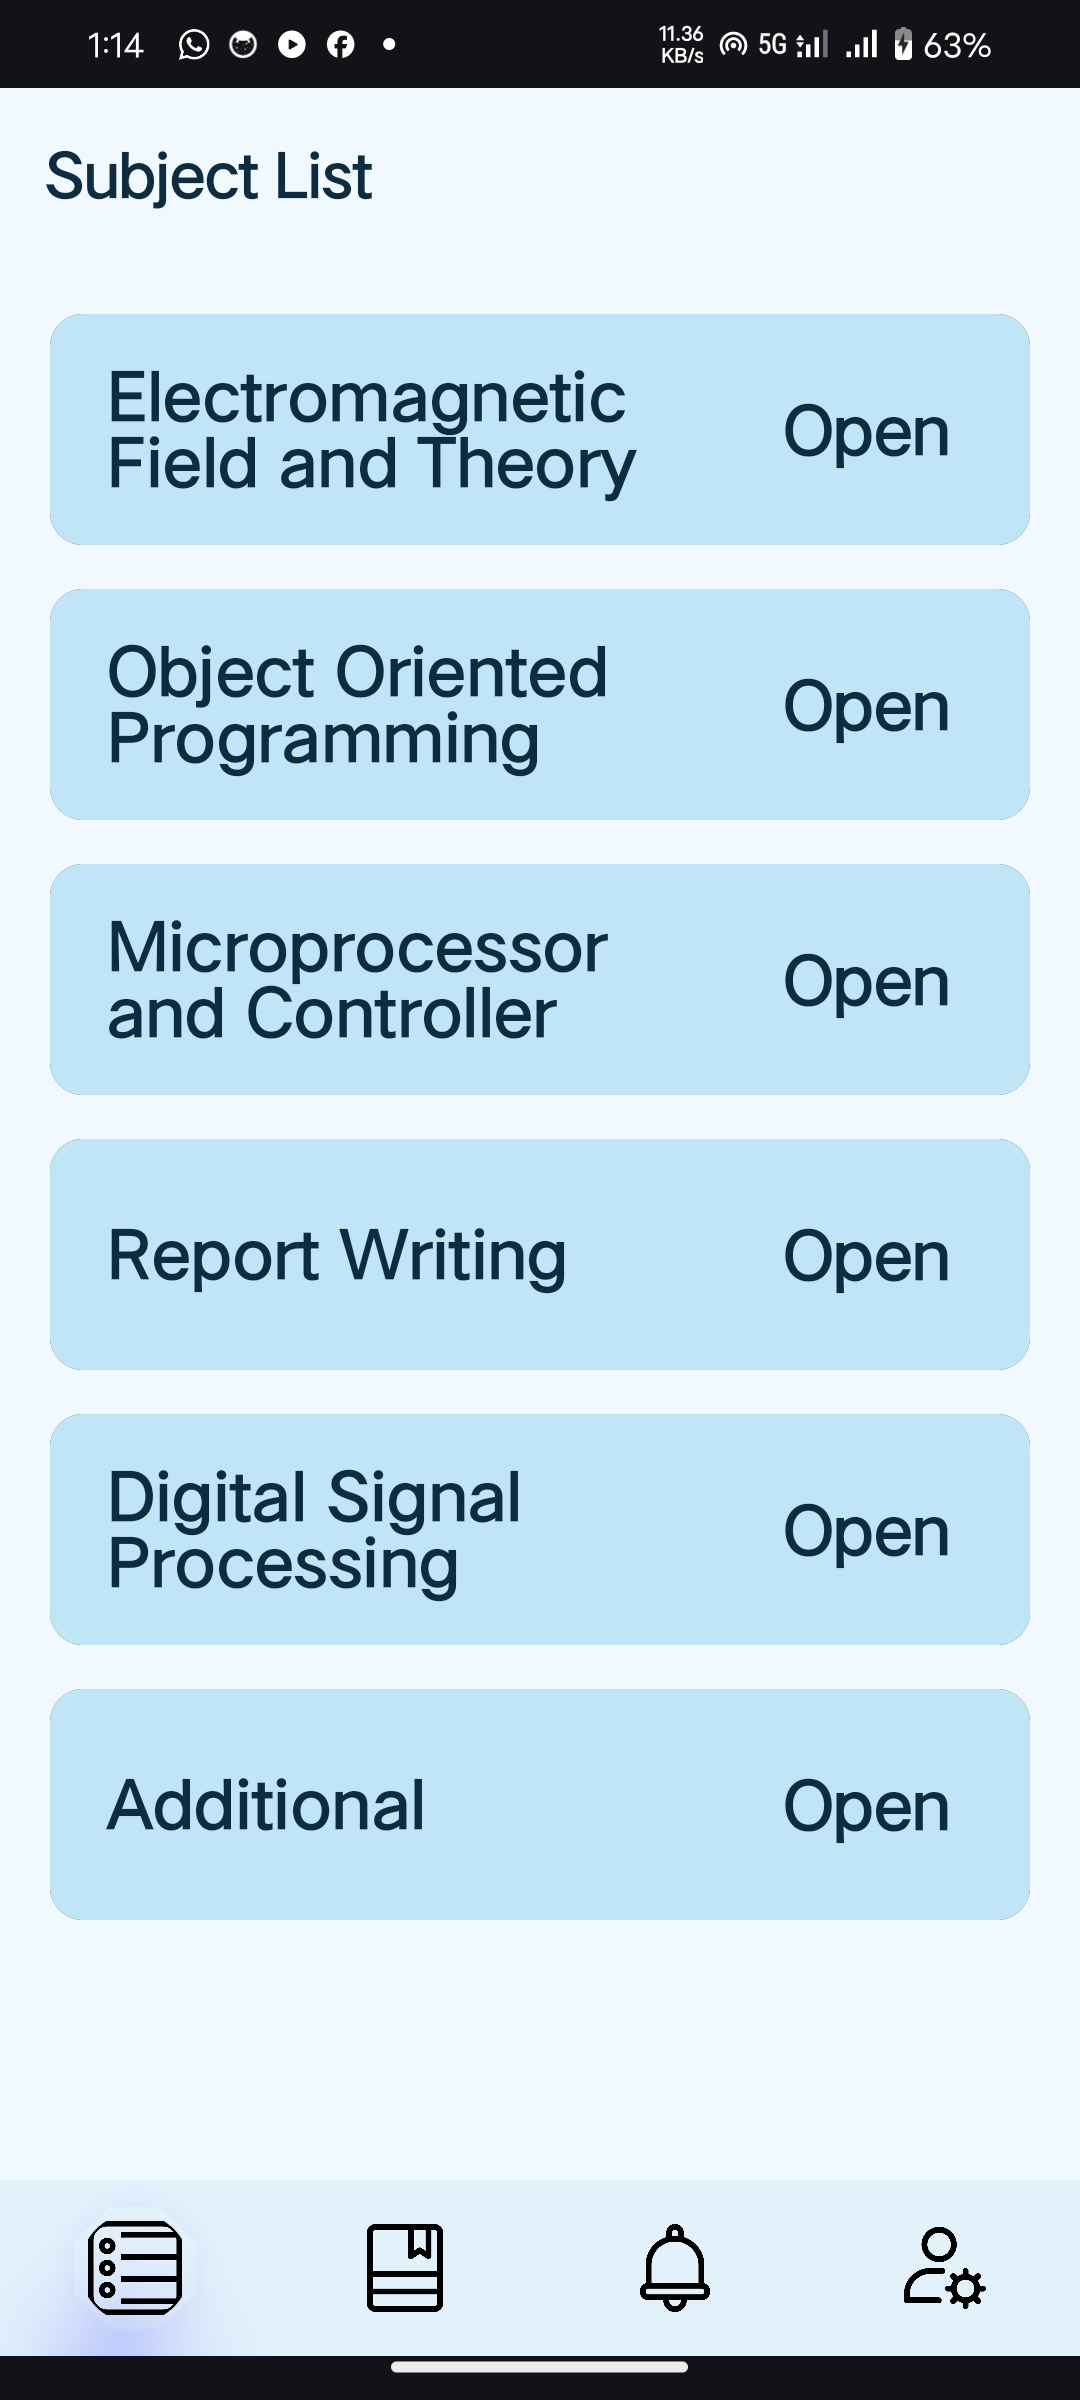 1:14
11.36
KB/s
5G
63%
Subject List
Electromagnetic
Field and Theory
Open
Object Oriented
Programming
Open
Microprocessor
and Controller
Open
Report Writing
Open
Digital Signal
Processing
Open
Additional
Open